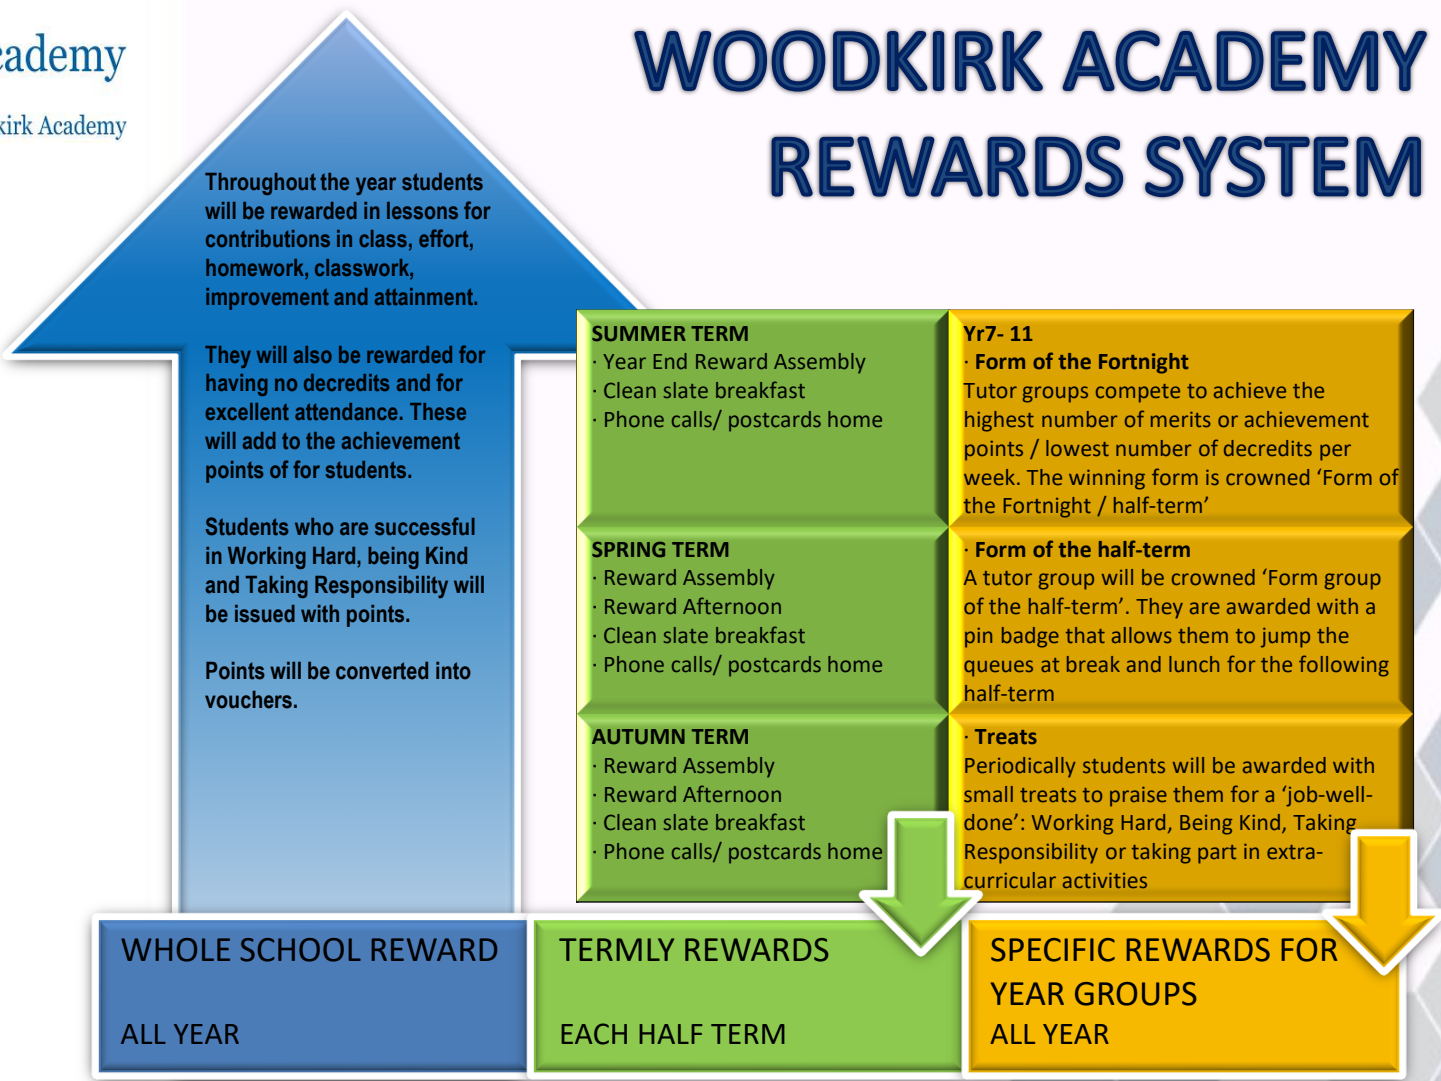 cademy
kirk Academy
WOODKIRK ACADEMY
REWARDS SYSTEM
Throughout the year students
will be rewarded in lessons for
contributions in class, effort,
homework, classwork,
improvement and attainment.
They will also be rewarded for
having no decredits and for
excellent attendance. These
will add to the achievement
points of for students.
Students who are successful
in Working Hard, being Kind
and Taking Responsibility will
be issued with points.
Points will be converted into
vouchers.
SUMMER TERM
· Year End Reward Assembly
· Clean slate breakfast
· Phone calls/ postcards home
Yr7- 11
· Form of the Fortnight
Tutor groups compete to achieve the
highest number of merits or achievement
points / lowest number of decredits per
week. The winning form is crowned ‘Form of
the Fortnight / half-term’
SPRING TERM
· Reward Assembly
· Reward Afternoon
· Clean slate breakfast
· Phone calls/ postcards home
· Form of the half-term
A tutor group will be crowned ‘Form group
of the half-term’. They are awarded with a
pin badge that allows them to jump the
queues at break and lunch for the following
half-term
AUTUMN TERM
· Reward Assembly
· Reward Afternoon
· Clean slate breakfast
· Phone calls/ postcards home
· Treats
Periodically students will be awarded with
small treats to praise them for a ‘job-well-
done’: Working Hard, Being Kind, Taking
Responsibility or taking part in extra-
curricular activities
WHOLE SCHOOL REWARD
ALL YEAR
TERMLY REWARDS
EACH HALF TERM
SPECIFIC REWARDS FOR
YEAR GROUPS
ALL YEAR